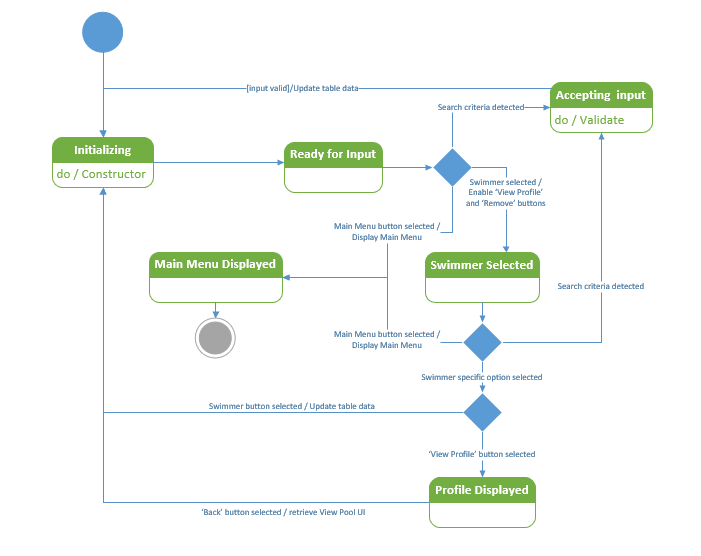 [input valid]/Update table data
Accepting input
do / Validate
Search criteria detected
Initializing
do / Constructor
Ready for Input
Swimmer selected /
Enable ‘View Profile’
and ‘Remove’ buttons
Main Menu button selected /
Display Main Menu
Main Menu Displayed
Swimmer Selected
Search criteria detected
Main Menu button selected /
Display Main Menu
Swimmer specific option selected
Swimmer button selected / Update table data
‘View Profile’ button selected
Profile Displayed
‘Back’ button selected / retrieve View Pool UI